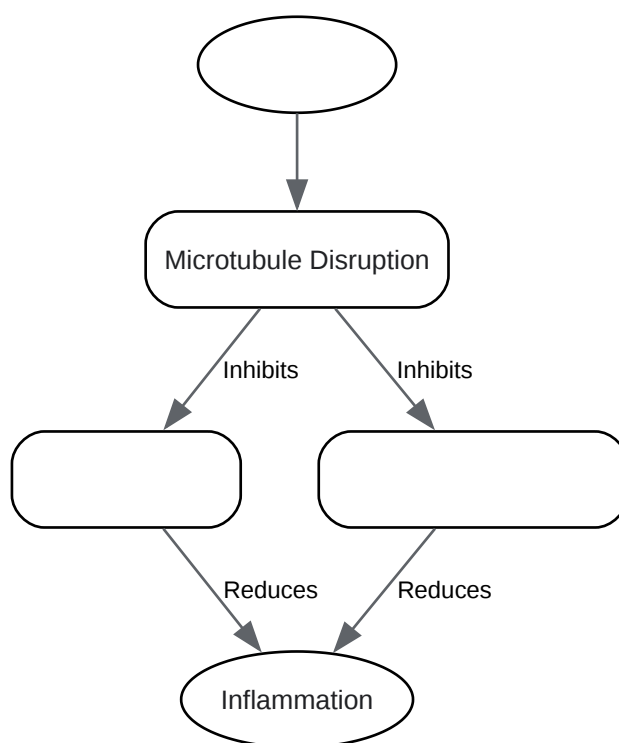 Microtubule Disruption
Inhibits
Inhibits
Reduces
Reduces
Inflammation